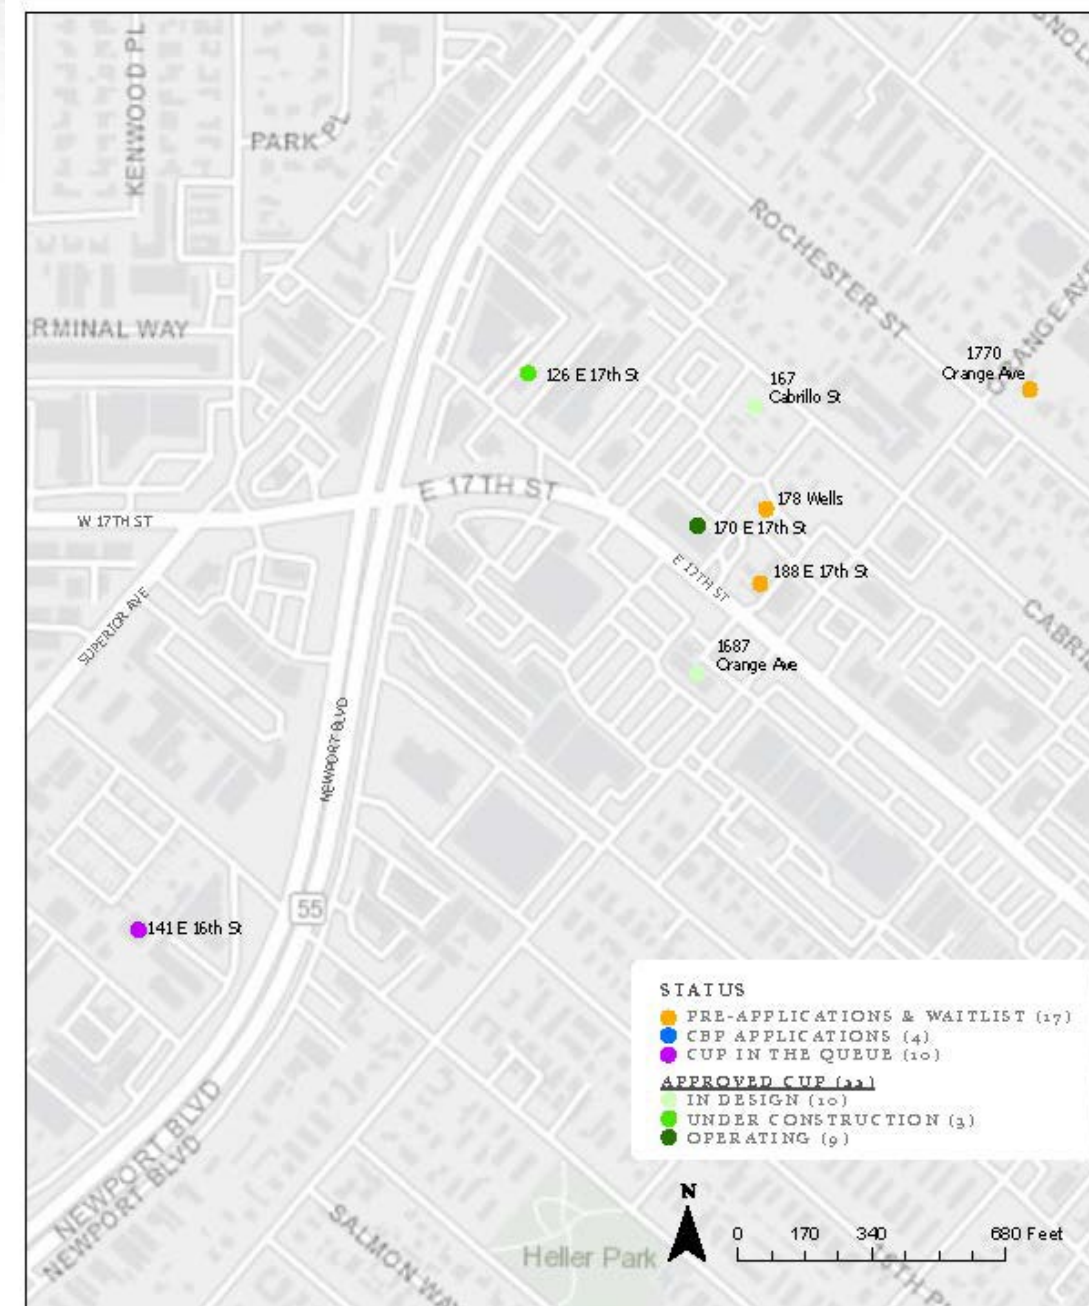 KENWOOD PL
PARK PL
ROCHESTER ST
ORANGE AVE
ERMINAL WAY
126 E 17th St
167
Cabrillo St
1770
Orange Ave
E 17TH ST
W 17TH ST
178 Wells
170 E 17th St
E 17TH ST
188 E 17th St
SUPERIOR AVE
1687
Orange Ave
CABRI
NEWPORT BLVD
55
141 E 16th St
STATUS
PRE-APPLICATIONS & WAITLIST (17)
CBP APPLICATIONS (4)
CUP IN THE QUEUE (10)
APPROVED CUP (22)
IN DESIGN (10)
UNDER CONSTRUCTION (3)
OPERATING (9)
NEWPORT BLVD
NEWPORT BLVD
SALMON WAY
Heller Park
N
0 170 340 680 Feet